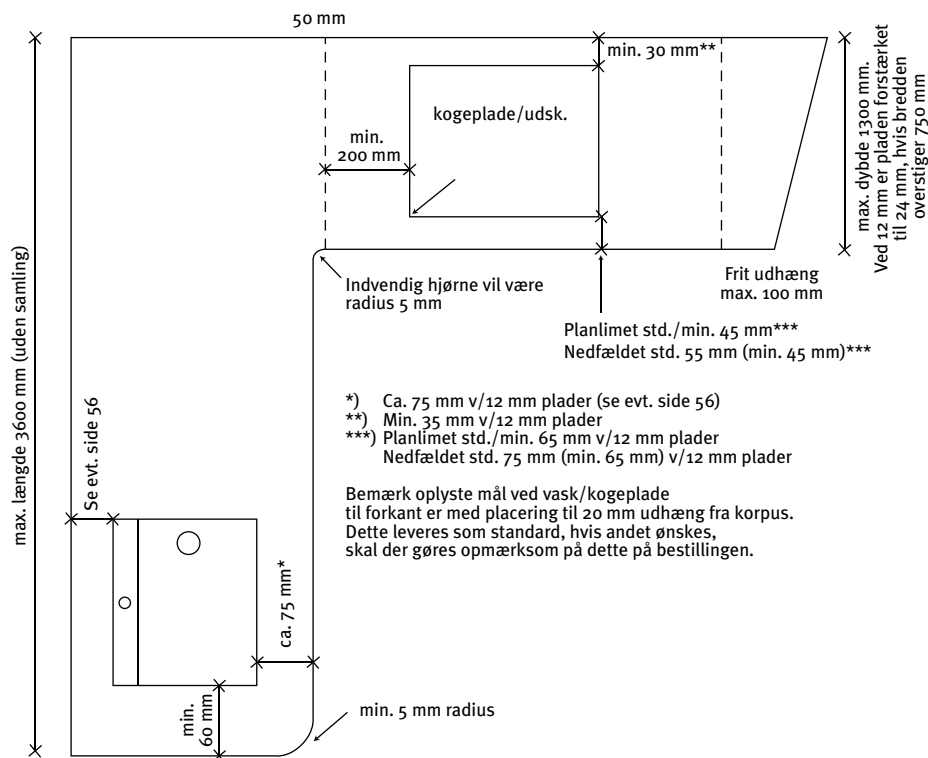 50 mm
min. 30 mm**
kogeplade/udsk.
min.
200 mm
max. dybde 1300 mm.
Ved 12 mm er pladen forstærket
til 24 mm, hvis bredden
overstiger 750 mm
max. længde 3600 mm (uden samling)
Indvendig hjørne vil være
radius 5 mm
Frit udhæng
max. 100 mm
Planlimet std./min. 45 mm***
Nedfældet std. 55 mm (min. 45 mm)***
*) Ca. 75 mm v/12 mm plader (se evt. side 56)
**) Min. 35 mm v/12 mm plader
***) Planlimet std./min. 65 mm v/12 mm plader
Nedfældet std. 75 mm (min. 65 mm) v/12 mm plader
Bemærk oplyste mål ved vask/kogeplade
til forkant er med placering til 20 mm udhæng fra korpus.
Dette leveres som standard, hvis andet ønskes,
skal der gøres opmærksom på dette på bestillingen.
Se evt. side 56
ca. 75 mm*
min.
60 mm
min. 5 mm radius